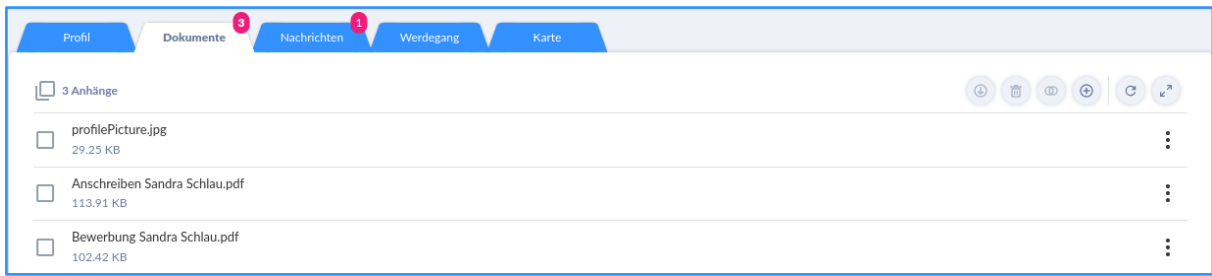 Profil
Dokumente
3
Nachrichten
1
Werdegang
Karte
3 Anhänge
profilePicture.jpg
29.25 KB
Anschreiben Sandra Schlau.pdf
113.91 KB
Bewerbung Sandra Schlau.pdf
102.42 KB